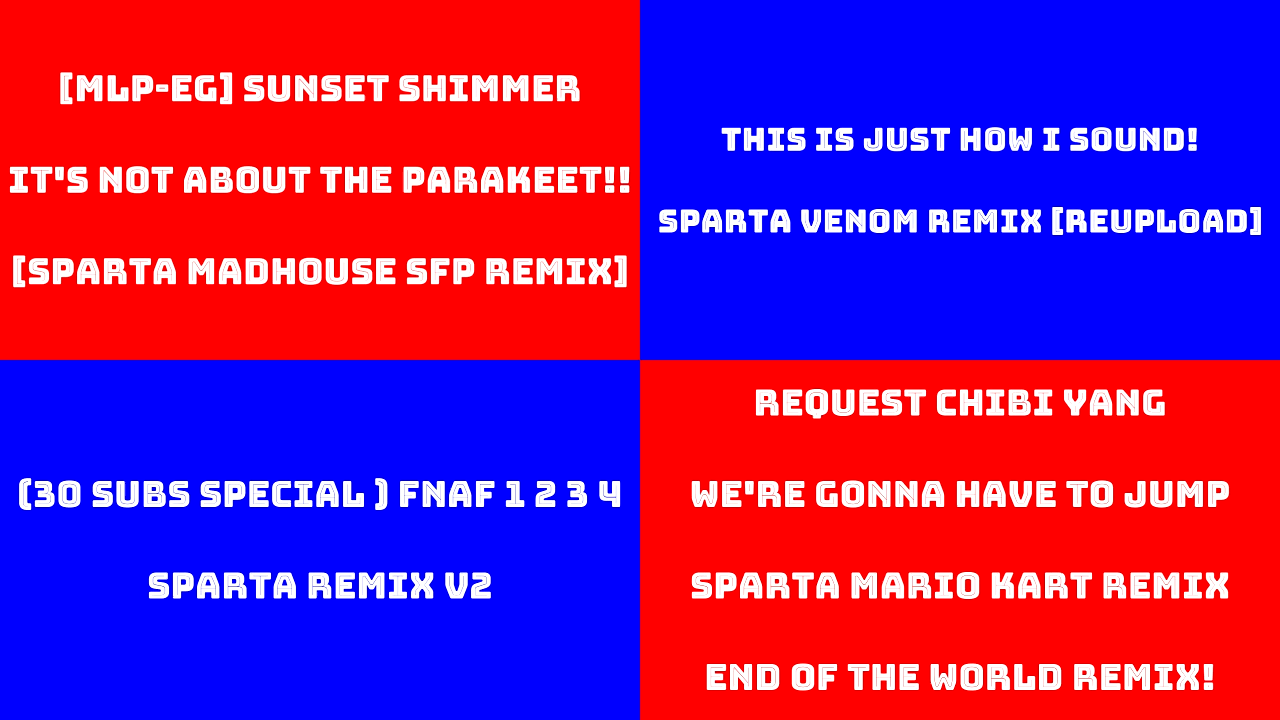 [MLP-EG] SUNSET SHIMMER
IT'S NOT ABOUT THE PARAKEET!!
[SPARTA MADHOUSE SFP REMIX]
THIS IS JUST HOW I SOUND!
SPARTA VENOM REMIX [REUPLOAD]
(30 SUBS SPECIAL ) FNAF 1 2 3 4
SPARTA REMIX V2
REQUEST CHIBI YANG
WE'RE GONNA HAVE TO JUMP
SPARTA MARIO KART REMIX
END OF THE WORLD REMIX!